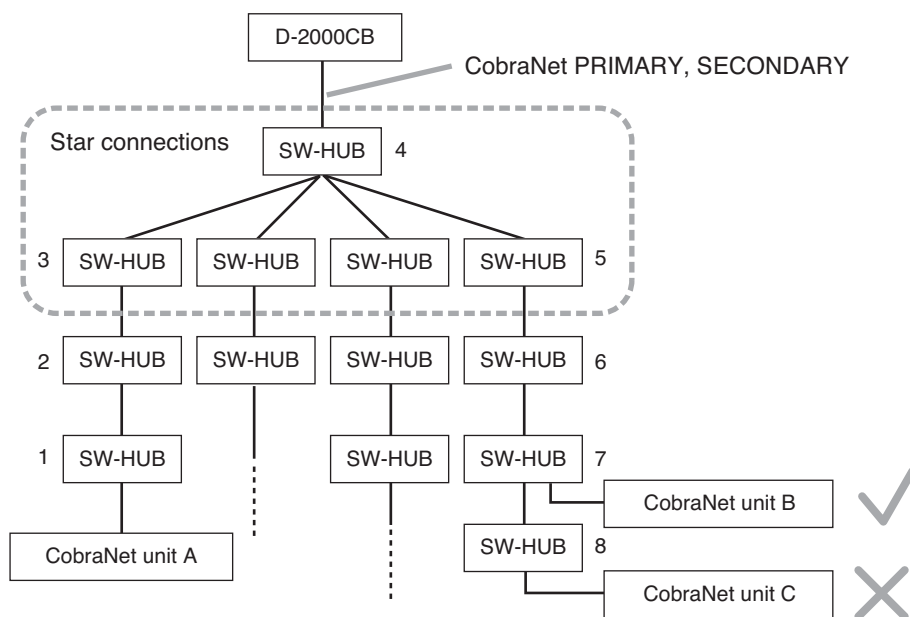 D-2000CB
CobraNet PRIMARY, SECONDARY
Star connections
SW-HUB 4
3 SW-HUB SW-HUB SW-HUB SW-HUB 5
2 SW-HUB SW-HUB SW-HUB SW-HUB 6
1 SW-HUB SW-HUB SW-HUB 7
CobraNet unit B
CobraNet unit A
SW-HUB 8
CobraNet unit C